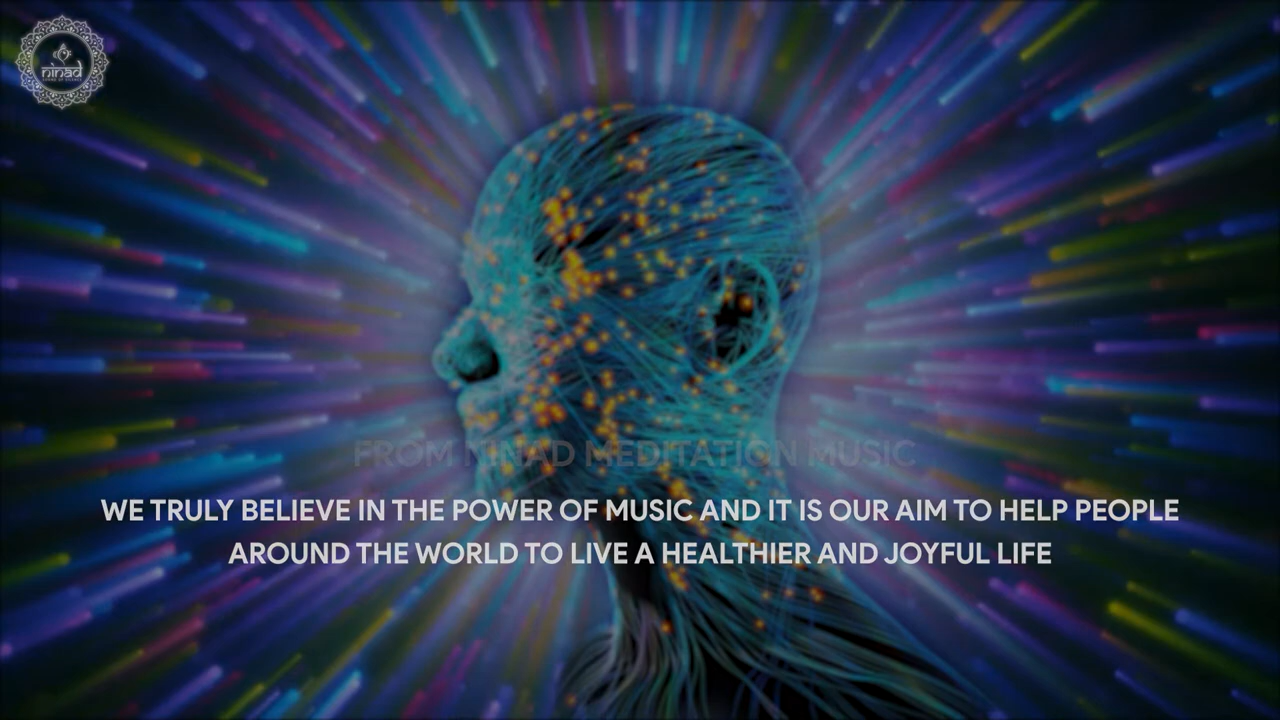 ninad
FROM NINAD MEDITATION MUSIC
WE TRULY BELIEVE IN THE POWER OF MUSIC AND IT IS OUR AIM TO HELP PEOPLE
AROUND THE WORLD TO LIVE A HEALTHIER AND JOYFUL LIFE